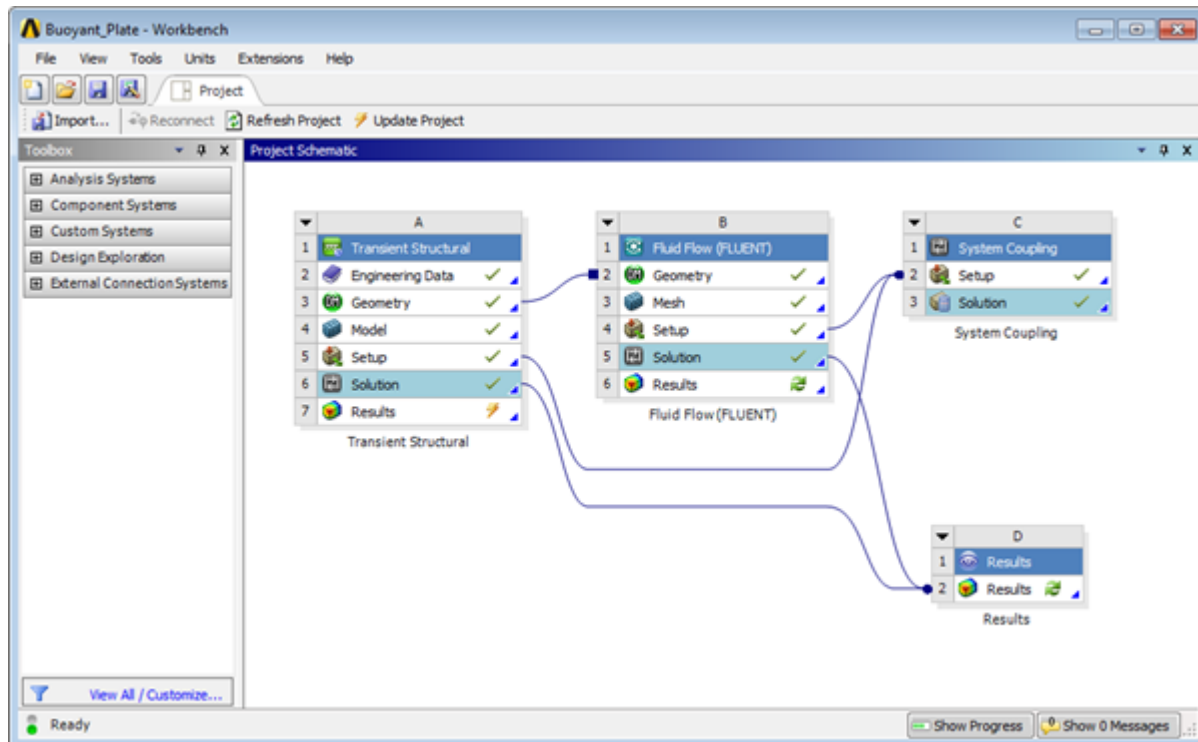 Buoyant_Plate - Workbench
File View Tools Units Extensions Help
Project
Import... Reconnect Refresh Project Update Project
Toolbox
Project Schematic
Analysis Systems
Component Systems
Custom Systems
Design Exploration
External Connection Systems
A
1 Transient Structural
2 Engineering Data
3 Geometry
4 Model
5 Setup
6 Solution
7 Results
Transient Structural
B
1 Fluid Flow (FLUENT)
2 Geometry
3 Mesh
4 Setup
5 Solution
6 Results
Fluid Flow (FLUENT)
C
1 System Coupling
2 Setup
3 Solution
System Coupling
D
1 Results
2 Results
Results
View All / Customize...
Ready
Show Progress Show 0 Messages